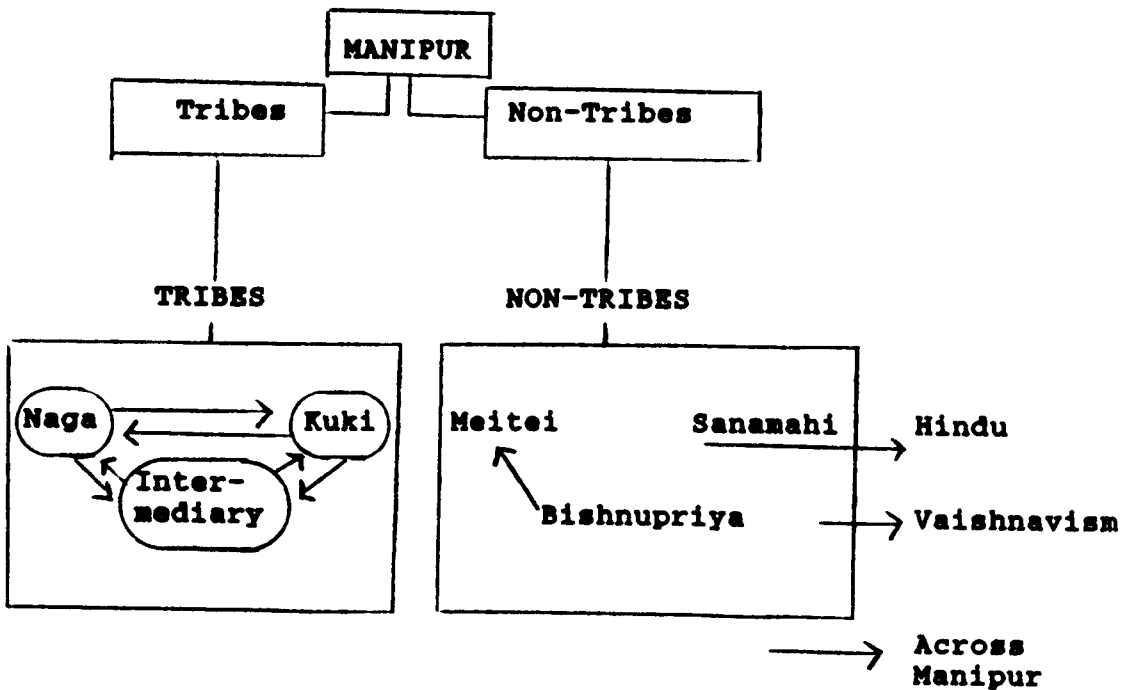 MANIPUR
Tribes
Non-Tribes
TRIBES
NON-TRIBES
Naga
Kuki
Inter-
mediary
Meitei
Sanamahi
Hindu
Bishnupriya
Vaishnavism
Across
Manipur